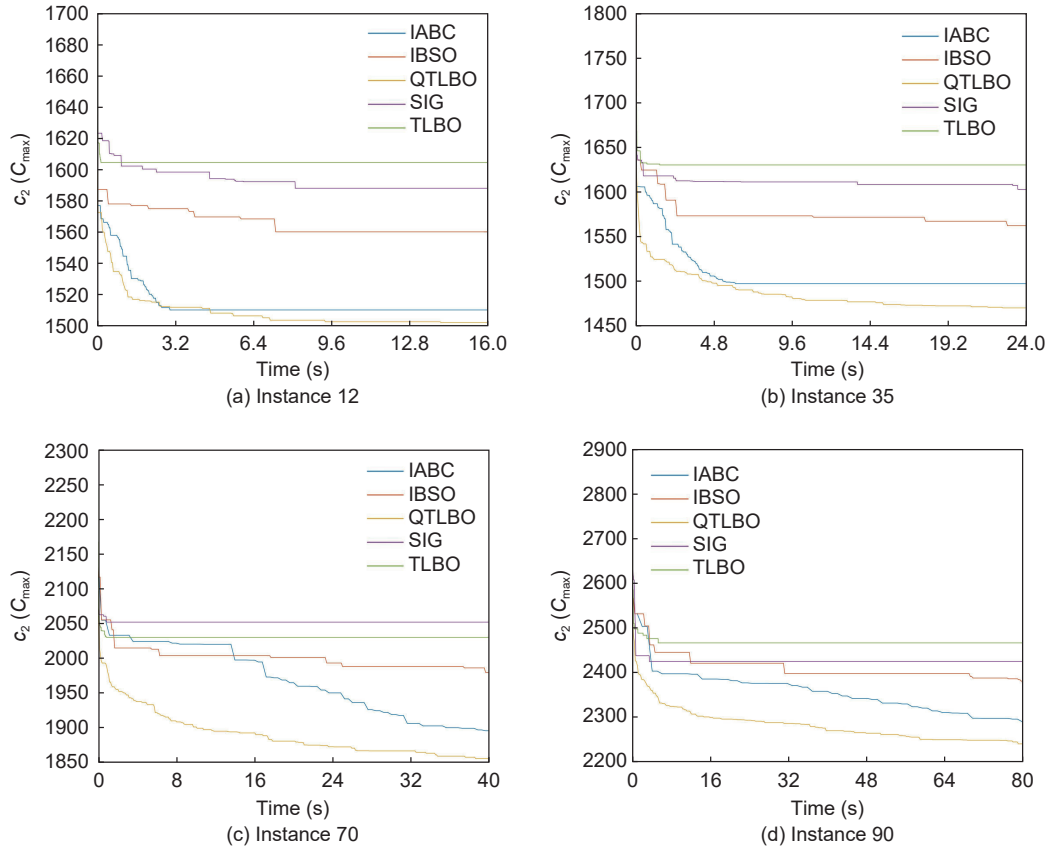 1700
1680
1660
1640
1620
1600
1580
1560
1540
1520
1500
c2 (Cmax)
IABC
IBSO
QTLBO
SIG
TLBO
0 3.2 6.4 9.6 12.8 16.0
Time (s)
(a) Instance 12
1800
1750
1700
1650
1600
1550
1500
1450
c2 (Cmax)
IABC
IBSO
QTLBO
SIG
TLBO
0 4.8 9.6 14.4 19.2 24.0
Time (s)
(b) Instance 35
2300
2250
2200
2150
2100
2050
2000
1950
1900
1850
c2 (Cmax)
IABC
IBSO
QTLBO
SIG
TLBO
0 8 16 24 32 40
Time (s)
(c) Instance 70
2900
2800
2700
2600
2500
2400
2300
2200
c2 (Cmax)
IABC
IBSO
QTLBO
SIG
TLBO
0 16 32 48 64 80
Time (s)
(d) Instance 90